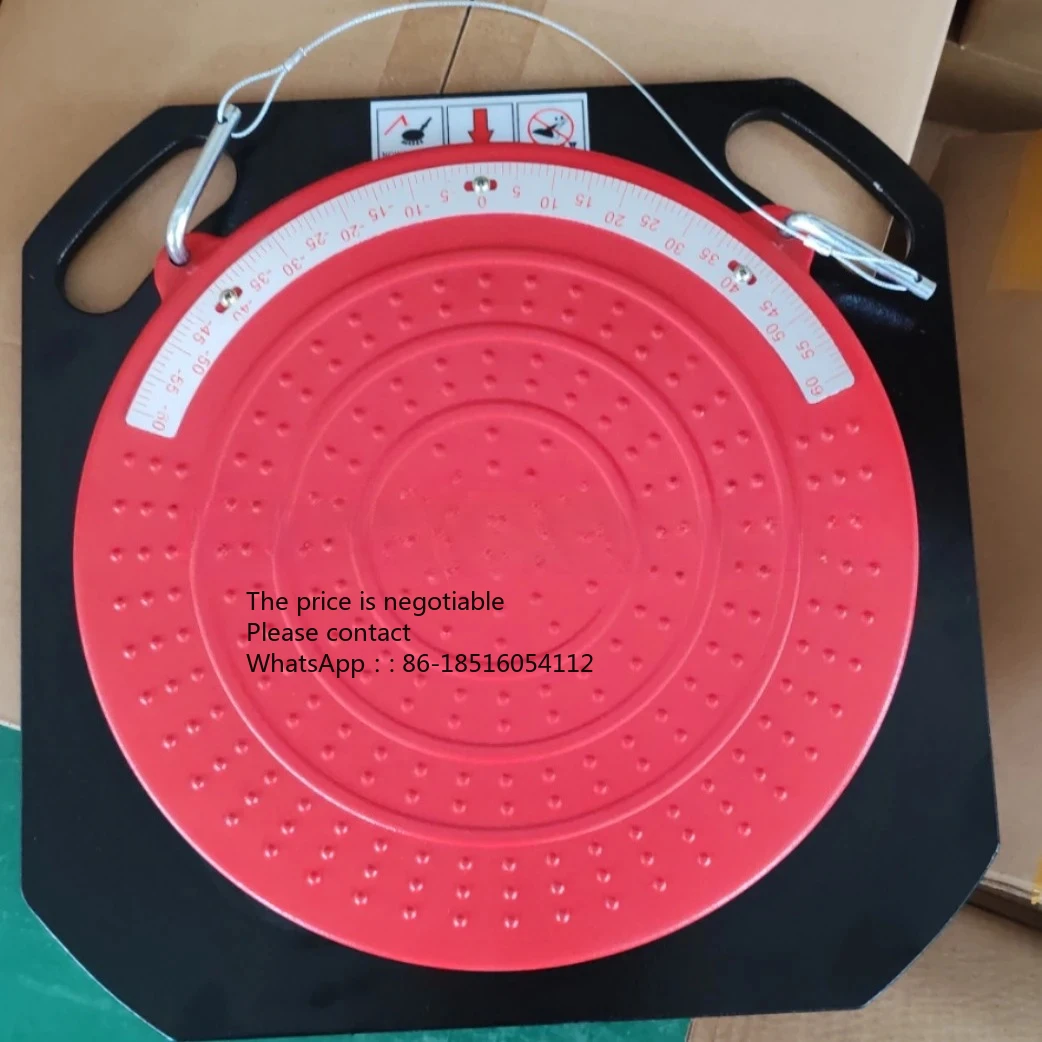 -60 -55 -50 -45 -40 -35 -30 -25 -20 -15 -10 5 0 5 10 15 20 25 30 35 40 45 50 55 60
The price is negotiable
Please contact
WhatsApp : : 86-18516054112